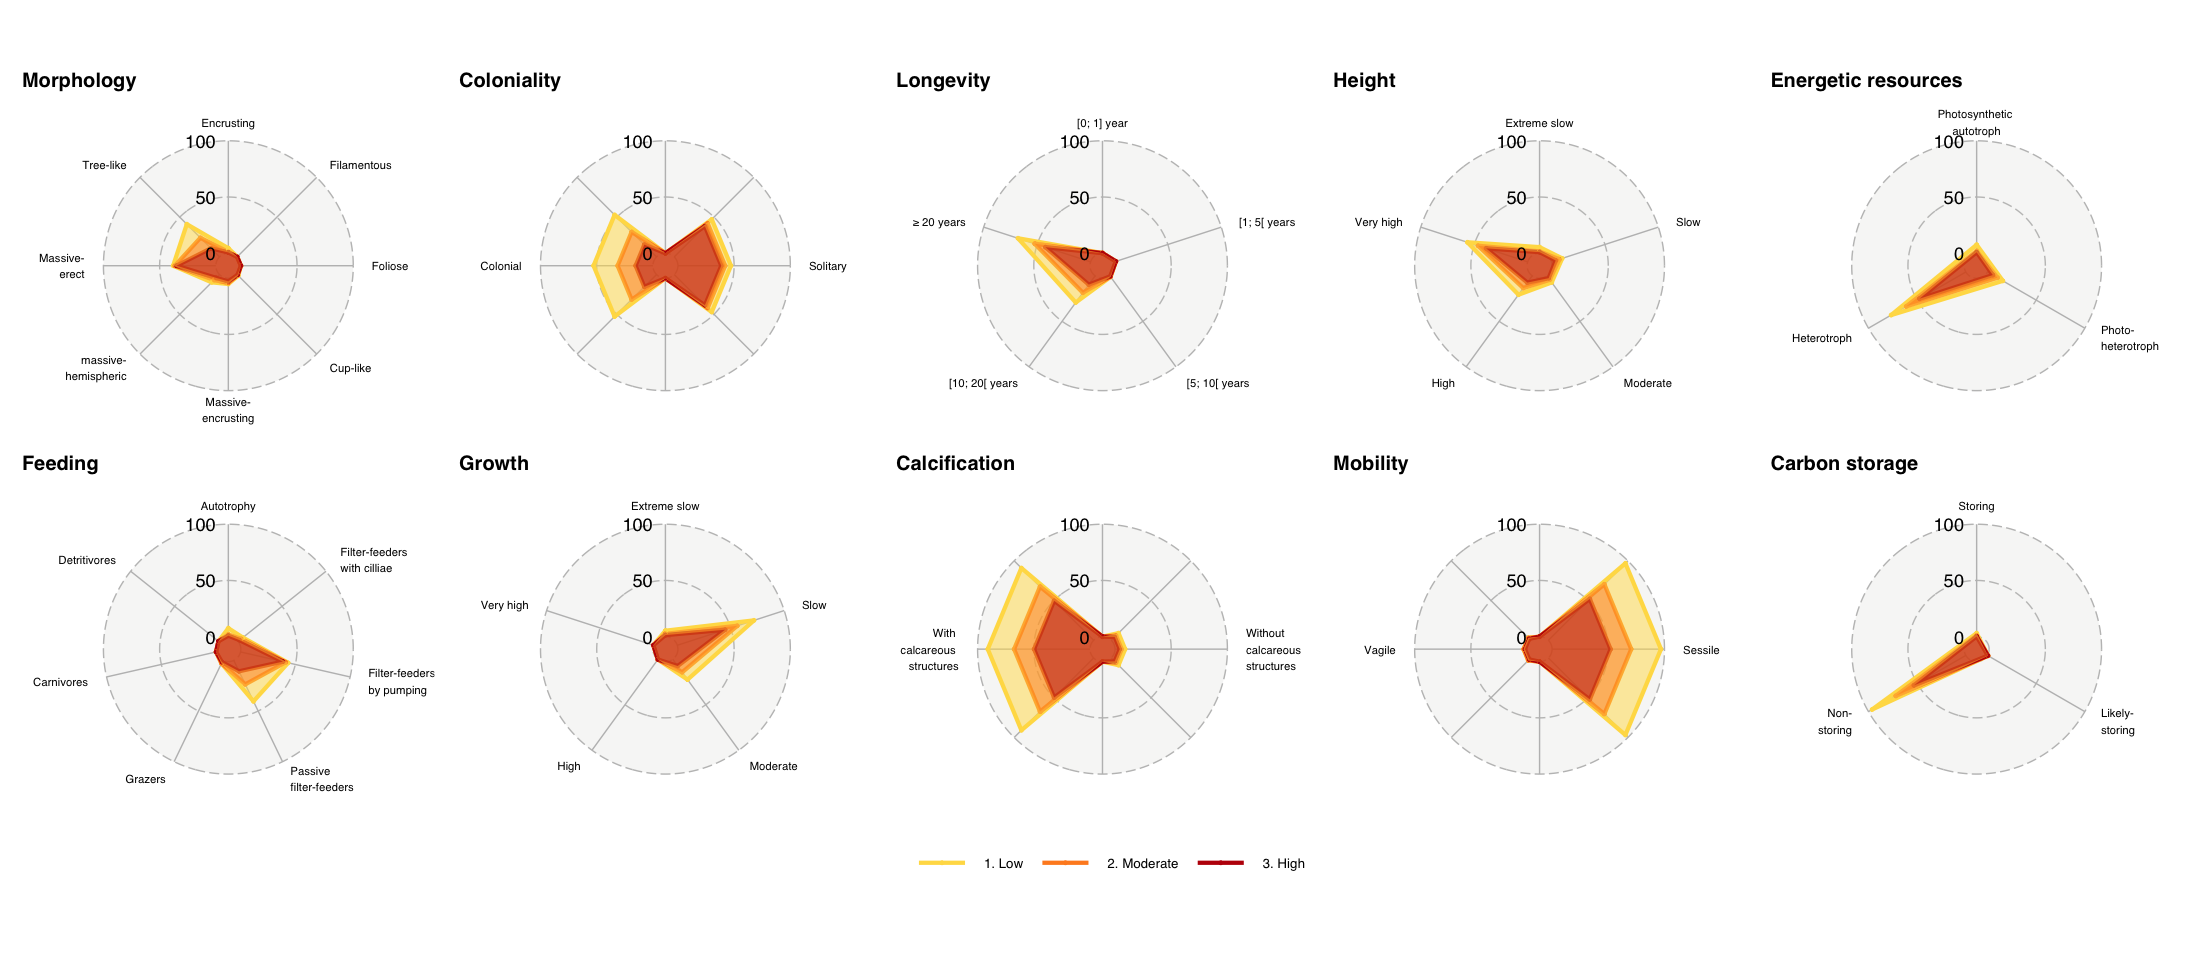 Morphology
Coloniality
Longevity
Height
Energetic resources
Encrusting
100
50
0
Filamentous
Foliose
Cup-like
Massive-
encrusting
massive-
hemispheric
Massive-
erect
Tree-like
100
50
0
Solitary
Colonial
[0; 1] year
100
50
0
[1; 5[ years
[5; 10[ years
[10; 20[ years
≥ 20 years
Extreme slow
100
50
0
Slow
Moderate
High
Very high
Photosynthetic
autotroph
100
50
0
Photo-
heterotroph
Heterotroph
Feeding
Growth
Calcification
Mobility
Carbon storage
Autotrophy
100
50
0
Filter-feeders
with cilliae
Filter-feeders
by pumping
Passive
filter-feeders
Grazers
Carnivores
Detritivores
Extreme slow
100
50
0
Slow
Moderate
High
Very high
100
50
0
Without
calcareous
structures
With
calcareous
structures
100
50
0
Sessile
Vagile
Storing
100
50
0
Likely-
storing
Non-
storing
1. Low
2. Moderate
3. High